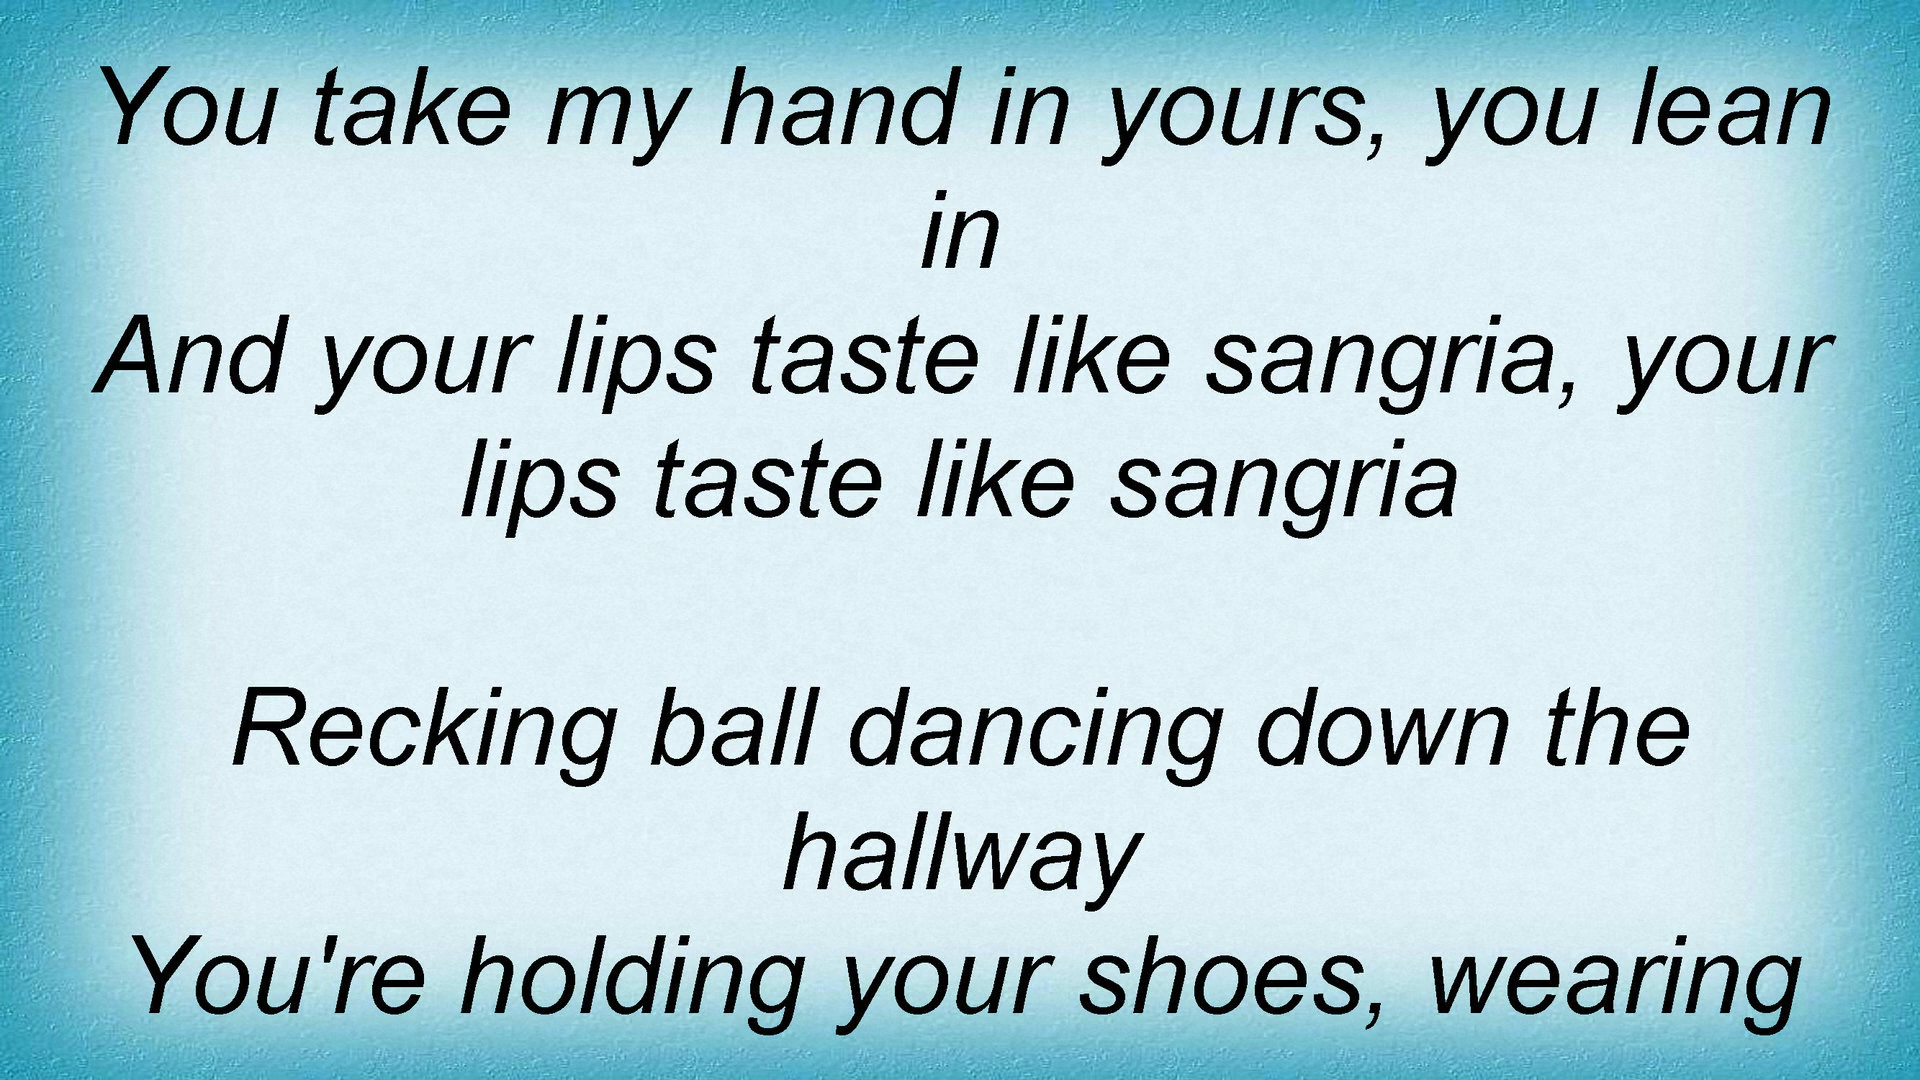 You take my hand in yours, you lean
in
And your lips taste like sangria, your
lips taste like sangria
Recking ball dancing down the
hallway
You're holding your shoes, wearing